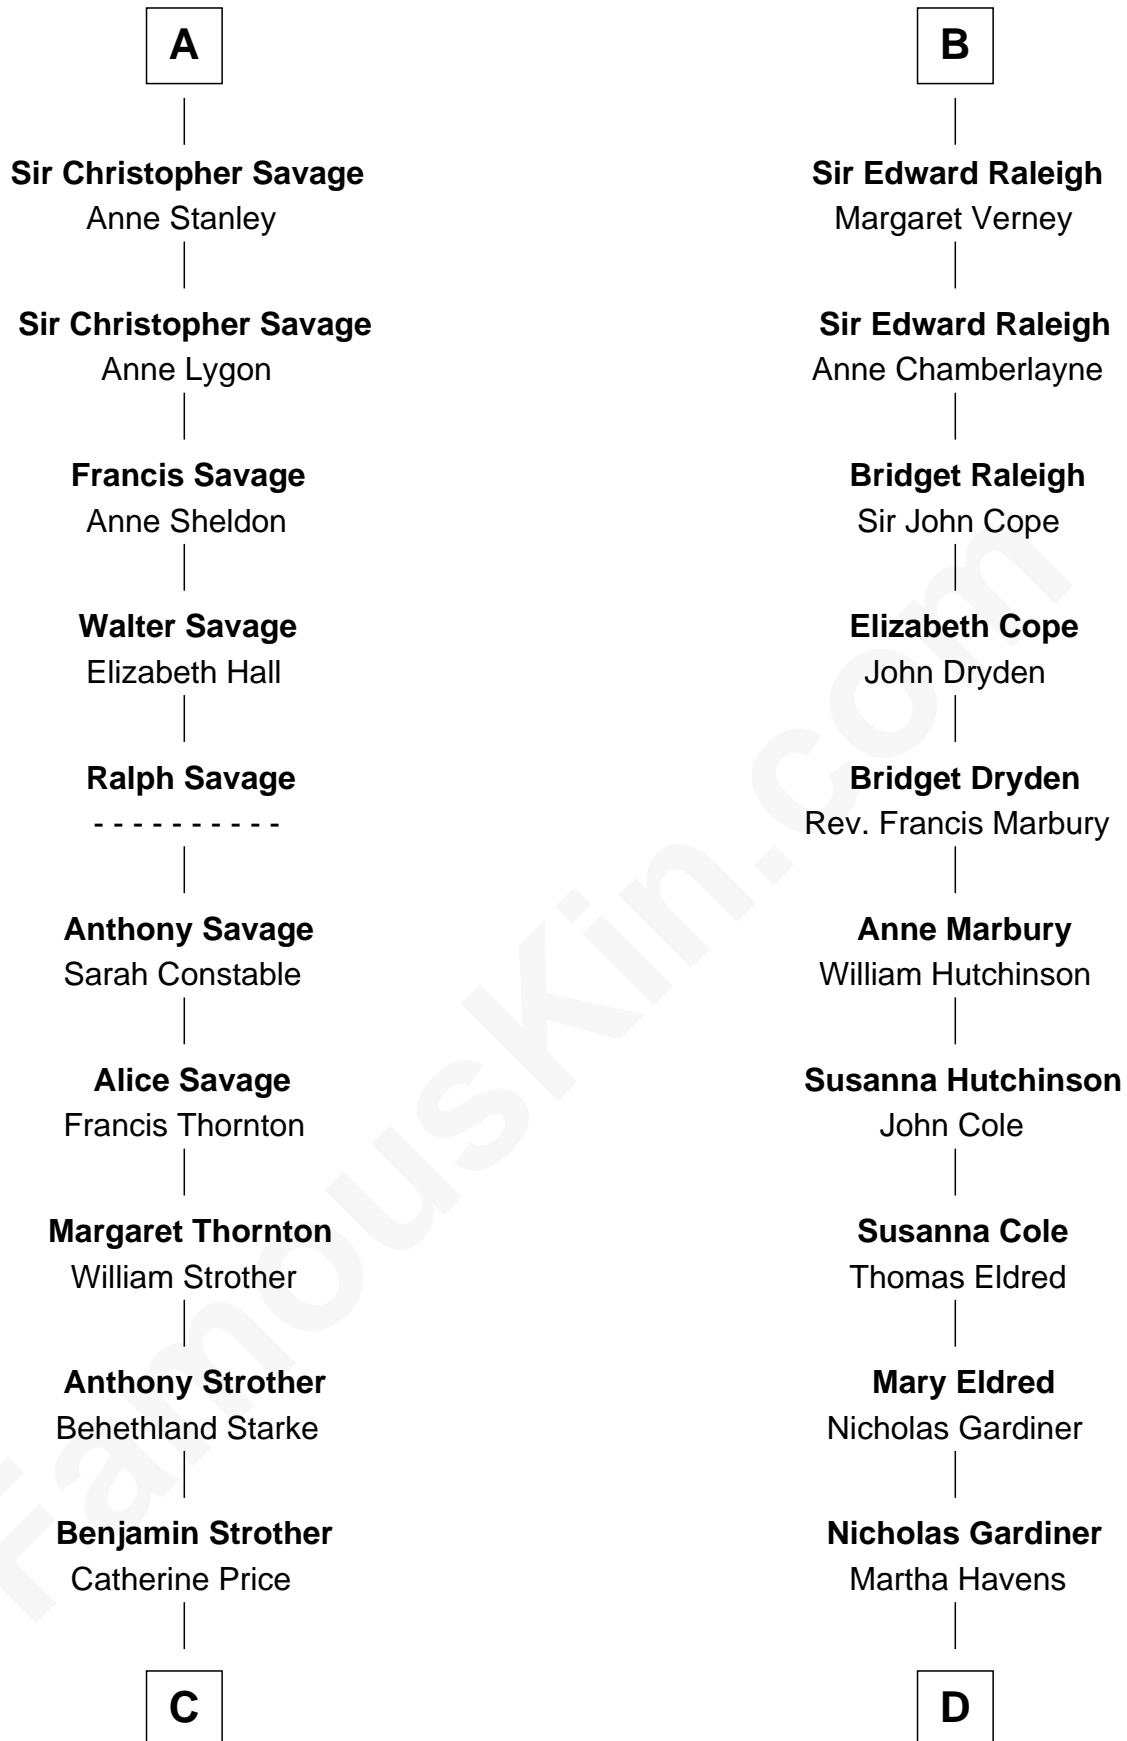 A
Sir Christopher Savage
Anne Stanley
Sir Christopher Savage
Anne Lygon
Francis Savage
Anne Sheldon
Walter Savage
Elizabeth Hall
Ralph Savage
- - - - - - - - - -
Anthony Savage
Sarah Constable
Alice Savage
Francis Thornton
Margaret Thornton
William Strother
Anthony Strother
Behethland Starke
Benjamin Strother
Catherine Price
C
B
Sir Edward Raleigh
Margaret Verney
Sir Edward Raleigh
Anne Chamberlayne
Bridget Raleigh
Sir John Cope
Elizabeth Cope
John Dryden
Bridget Dryden
Rev. Francis Marbury
Anne Marbury
William Hutchinson
Susanna Hutchinson
John Cole
Susanna Cole
Thomas Eldred
Mary Eldred
Nicholas Gardiner
Nicholas Gardiner
Martha Havens
D
FamousKin.com